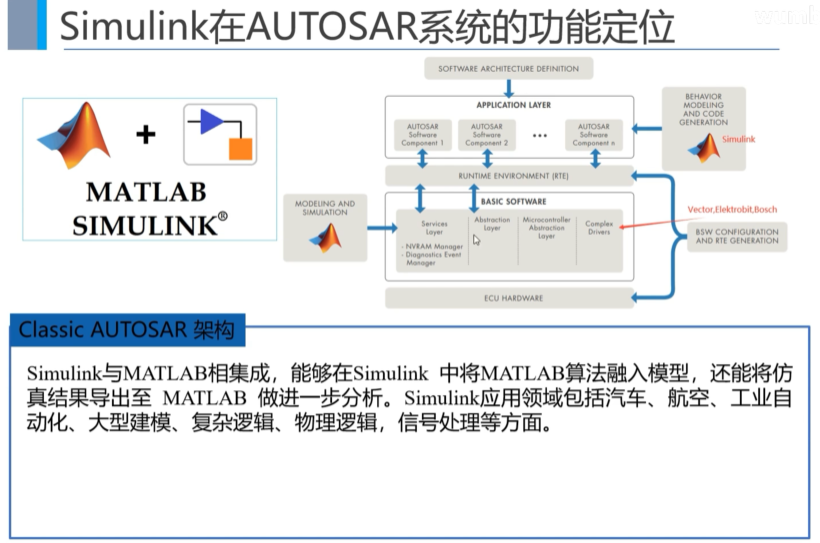 Simulink在AUTOSAR系统的功能定位
SOFTWARE ARCHITECTURE DEFINITION
APPLICATION LAYER
AUTOSAR
Software
Component 1
AUTOSAR
Software
Component 2
...
AUTOSAR
Software
Component n
BEHAVIOR
MODELING
AND CODE
GENERATION
Simulink
+
MATLAB
SIMULINK®
RUNTIME ENVIRONMENT (RTE)
MODELING AND
SIMULATION
BASIC SOFTWARE
Services
Layer
- NVRAM Manager
- Diagnostics Event
Manager
Abstraction
Layer
Microcontroller
Abstraction
Layer
Complex
Drivers
Vector,Elektrobit,Bosch
BSW CONFIGURATION
AND RTE GENERATION
ECU HARDWARE
Classic AUTOSAR 架构
Simulink与MATLAB相集成，能够在Simulink 中将MATLAB算法融入模型，还能将仿
真结果导出至 MATLAB 做进一步分析。Simulink应用领域包括汽车、航空、工业自
动化、大型建模、复杂逻辑、物理逻辑，信号处理等方面。